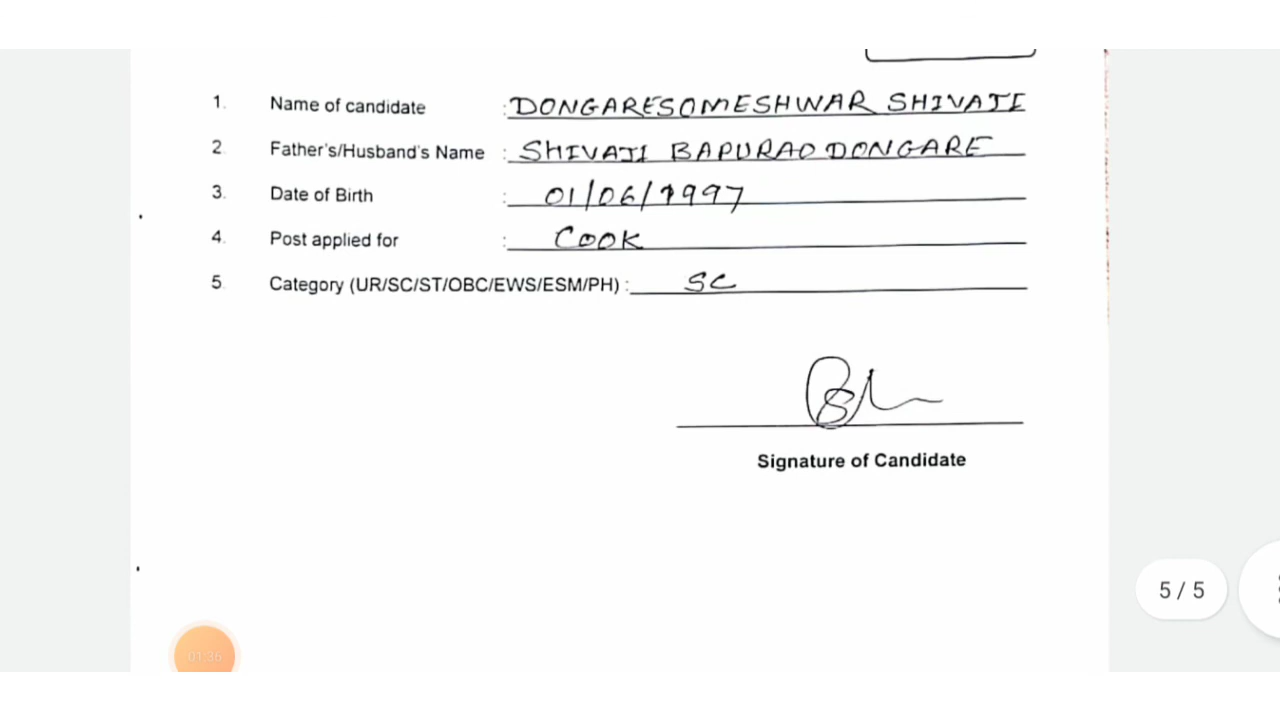 1. Name of candidate : DONGARESOMESHWAR SHIVAJI
2. Father's/Husband's Name : SHIVAJI BAPURAO DONGARE
3. Date of Birth : 01/06/1997
4. Post applied for : COOK
5. Category (UR/SC/ST/OBC/EWS/ESM/PH) : SC
Signature of Candidate
5 / 5
01:36